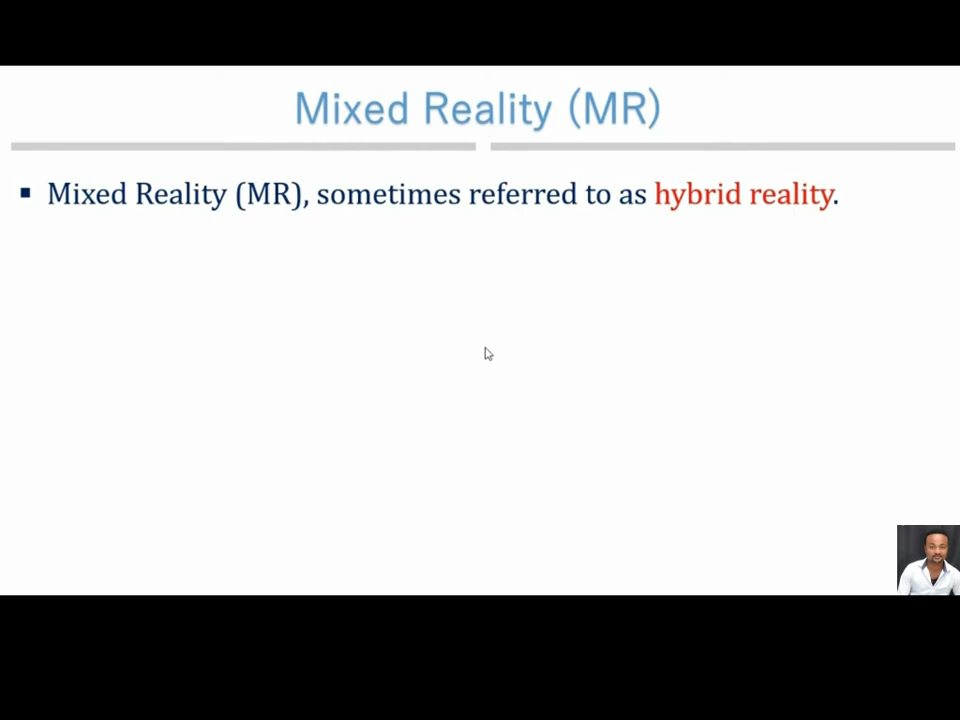 Mixed Reality (MR)
▪ Mixed Reality (MR), sometimes referred to as hybrid reality.